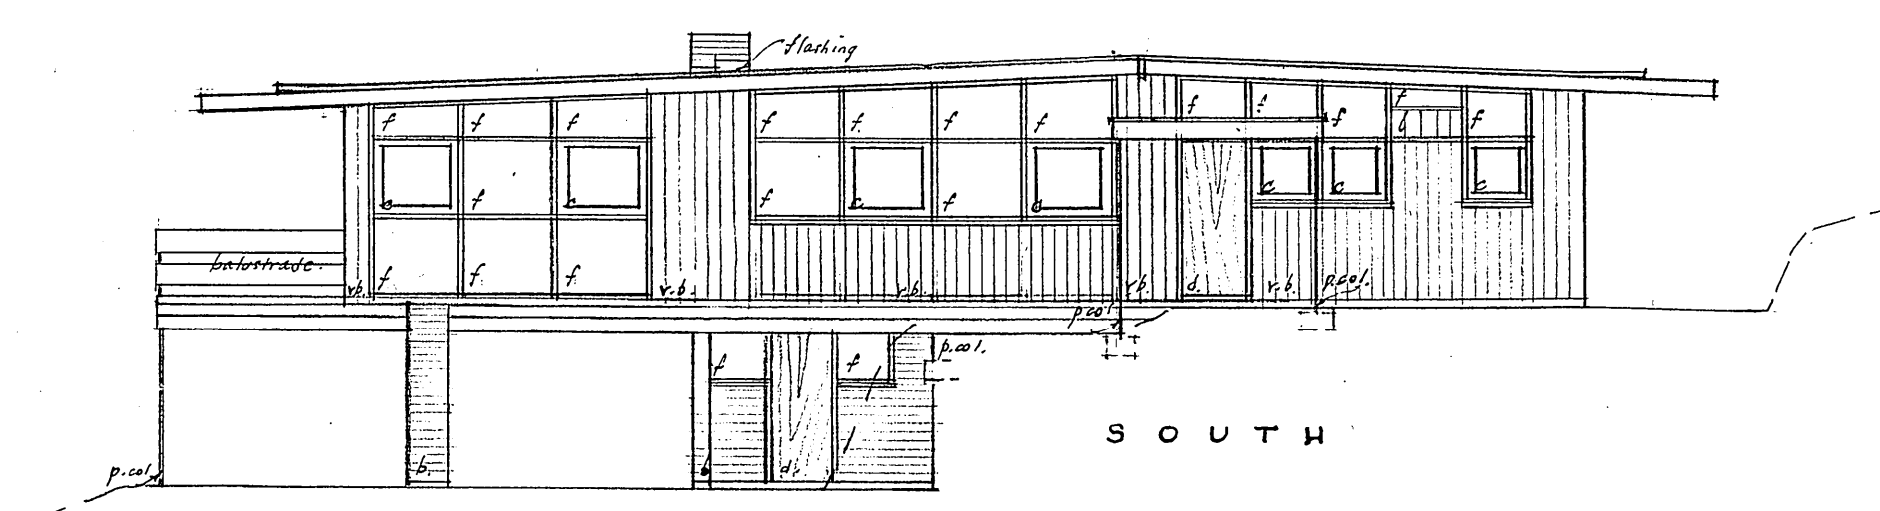 flashing
f f f
f f. f f
f f f f
b f
c f c
f c f c
c c c
balustrade.
r.b. f f f
r.b.
r.b.
r.b. d. r.b. p.col.
p.col
f f p.col.
SOUTH
p.col b. d.